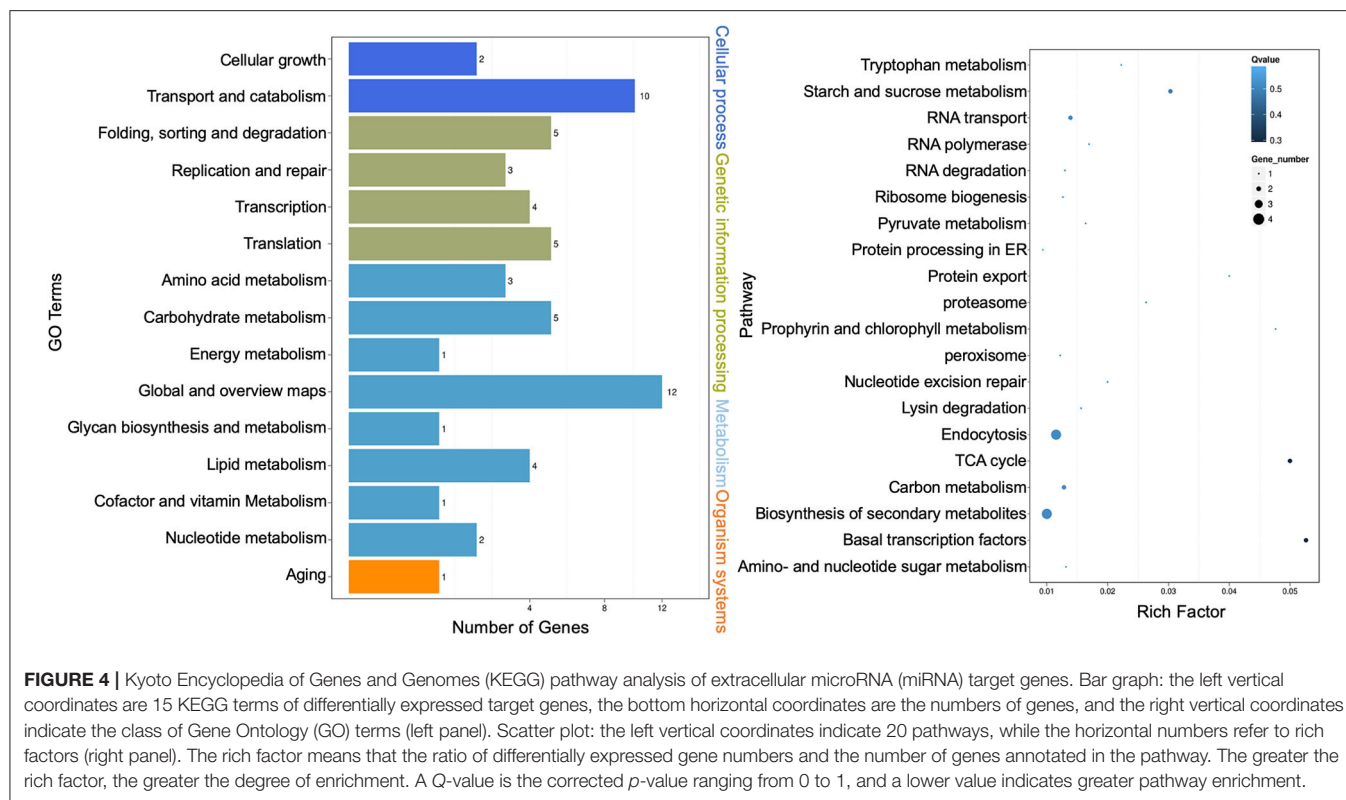 Cellular growth
2
Transport and catabolism
10
Folding, sorting and degradation
5
Replication and repair
3
Transcription
4
Translation
5
Amino acid metabolism
3
Carbohydrate metabolism
5
Energy metabolism
1
Global and overview maps
12
Glycan biosynthesis and metabolism
1
Lipid metabolism
4
Cofactor and vitamin Metabolism
1
Nucleotide metabolism
2
Aging
1
GO Terms
4 8 12
Number of Genes
Cellular process
Genetic information processing
Metabolism
Organism systems
Tryptophan metabolism
Starch and sucrose metabolism
RNA transport
RNA polymerase
RNA degradation
Ribosome biogenesis
Pyruvate metabolism
Protein processing in ER
Protein export
proteasome
Prophyrin and chlorophyll metabolism
peroxisome
Nucleotide excision repair
Lysin degradation
Endocytosis
TCA cycle
Carbon metabolism
Biosynthesis of secondary metabolites
Basal transcription factors
Amino- and nucleotide sugar metabolism
Pathway
0.01 0.02 0.03 0.04 0.05
Rich Factor
Qvalue
0.5
0.4
0.3
Gene_number
1
2
3
4
FIGURE 4 | Kyoto Encyclopedia of Genes and Genomes (KEGG) pathway analysis of extracellular microRNA (miRNA) target genes. Bar graph: the left vertical
coordinates are 15 KEGG terms of differentially expressed target genes, the bottom horizontal coordinates are the numbers of genes, and the right vertical coordinates
indicate the class of Gene Ontology (GO) terms (left panel). Scatter plot: the left vertical coordinates indicate 20 pathways, while the horizontal numbers refer to rich
factors (right panel). The rich factor means that the ratio of differentially expressed gene numbers and the number of genes annotated in the pathway. The greater the
rich factor, the greater the degree of enrichment. A Q-value is the corrected p-value ranging from 0 to 1, and a lower value indicates greater pathway enrichment.